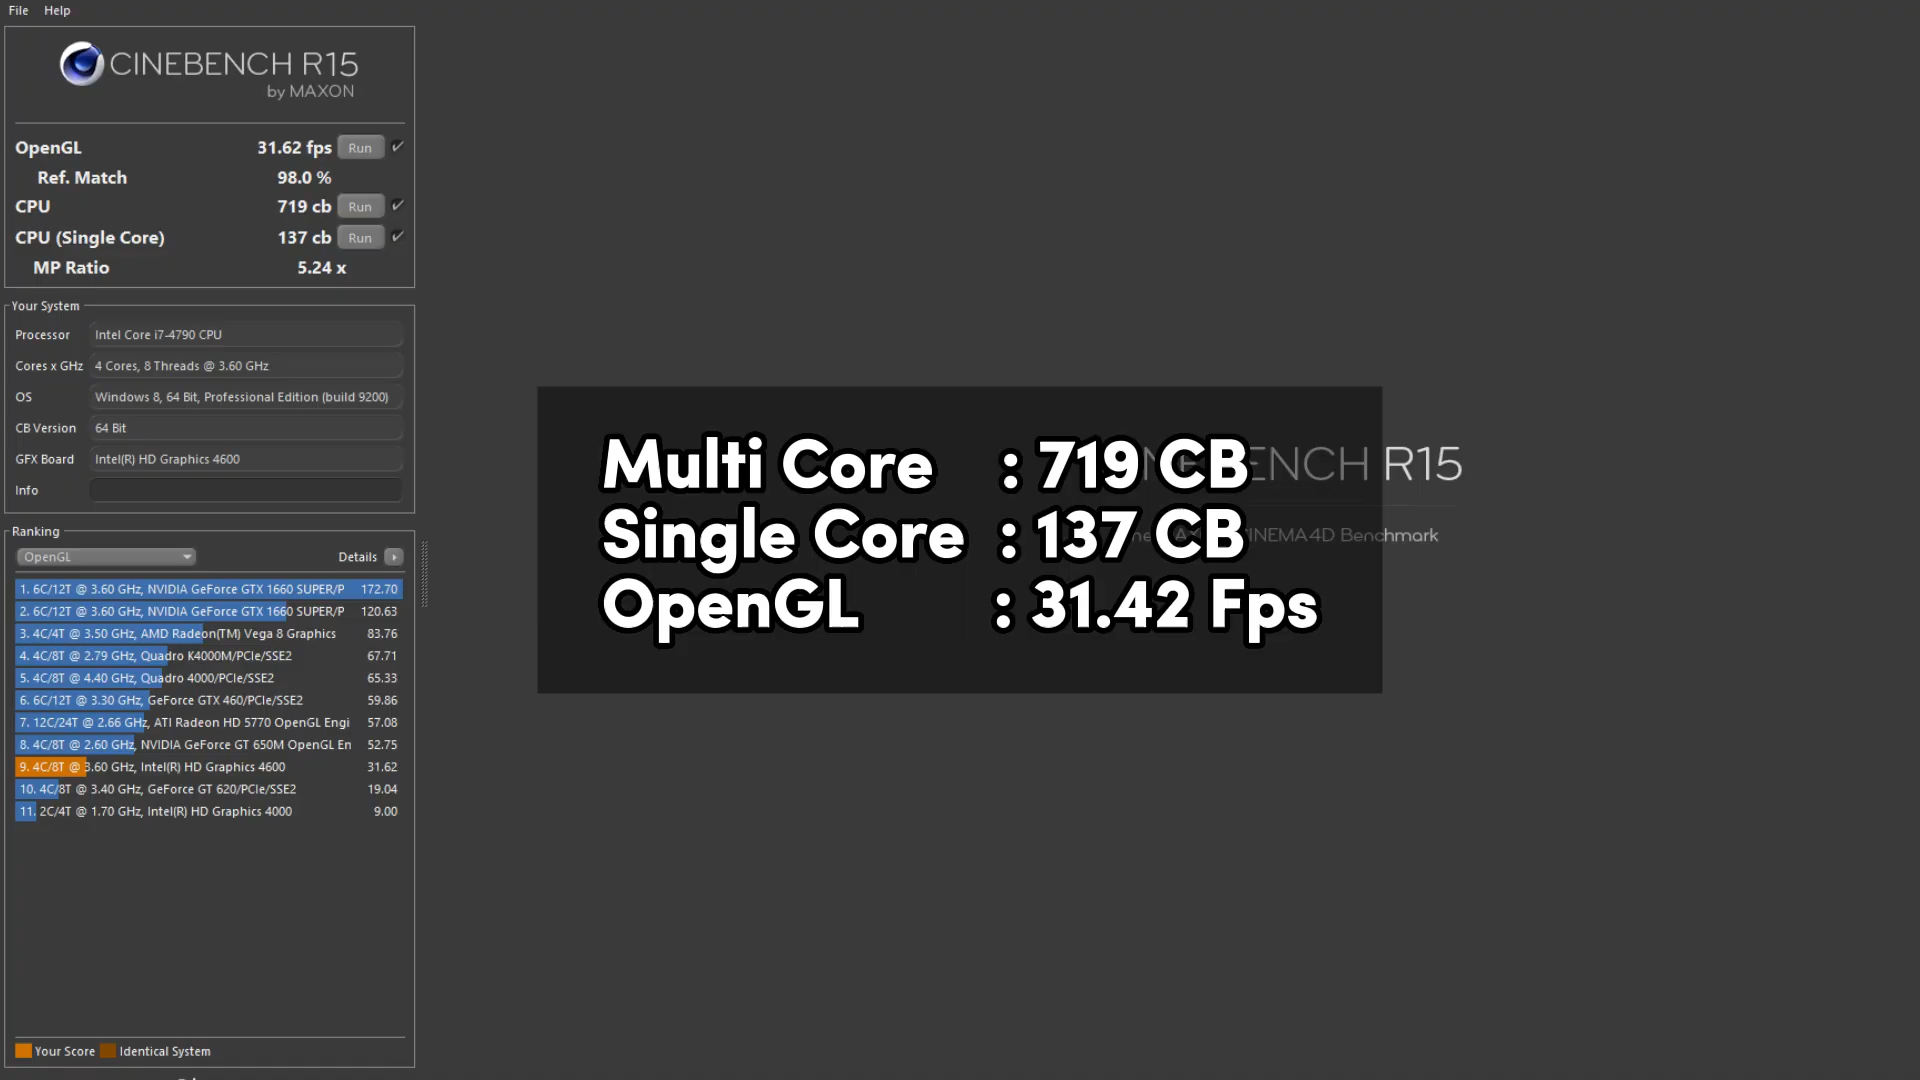 File Help
CINEBENCH R15
by MAXON
OpenGL 31.62 fps Run
Ref. Match 98.0 %
CPU 719 cb Run
CPU (Single Core) 137 cb Run
MP Ratio 5.24 x
Your System
Processor Intel Core i7-4790 CPU
Cores x GHz 4 Cores, 8 Threads @ 3.60 GHz
OS Windows 8, 64 Bit, Professional Edition (build 9200)
CB Version 64 Bit
GFX Board Intel(R) HD Graphics 4600
Info
Ranking
OpenGL Details
1. 6C/12T @ 3.60 GHz, NVIDIA GeForce GTX 1660 SUPER/P 172.70
2. 6C/12T @ 3.60 GHz, NVIDIA GeForce GTX 1660 SUPER/P 120.63
3. 4C/4T @ 3.50 GHz, AMD Radeon(TM) Vega 8 Graphics 83.76
4. 4C/8T @ 2.79 GHz, Quadro K4000M/PCIe/SSE2 67.71
5. 4C/8T @ 4.40 GHz, Quadro 4000/PCIe/SSE2 65.33
6. 6C/12T @ 3.30 GHz, GeForce GTX 460/PCIe/SSE2 59.86
7. 12C/24T @ 2.66 GHz, ATI Radeon HD 5770 OpenGL Engi 57.08
8. 4C/8T @ 2.60 GHz, NVIDIA GeForce GT 650M OpenGL En 52.75
9. 4C/8T @ 3.60 GHz, Intel(R) HD Graphics 4600 31.62
10. 4C/8T @ 3.40 GHz, GeForce GT 620/PCIe/SSE2 19.04
11. 2C/4T @ 1.70 GHz, Intel(R) HD Graphics 4000 9.00
Your Score Identical System
Multi Core : 719 CB
Single Core : 137 CB
OpenGL : 31.42 Fps
ENCH R15
INEMA4D Benchmark